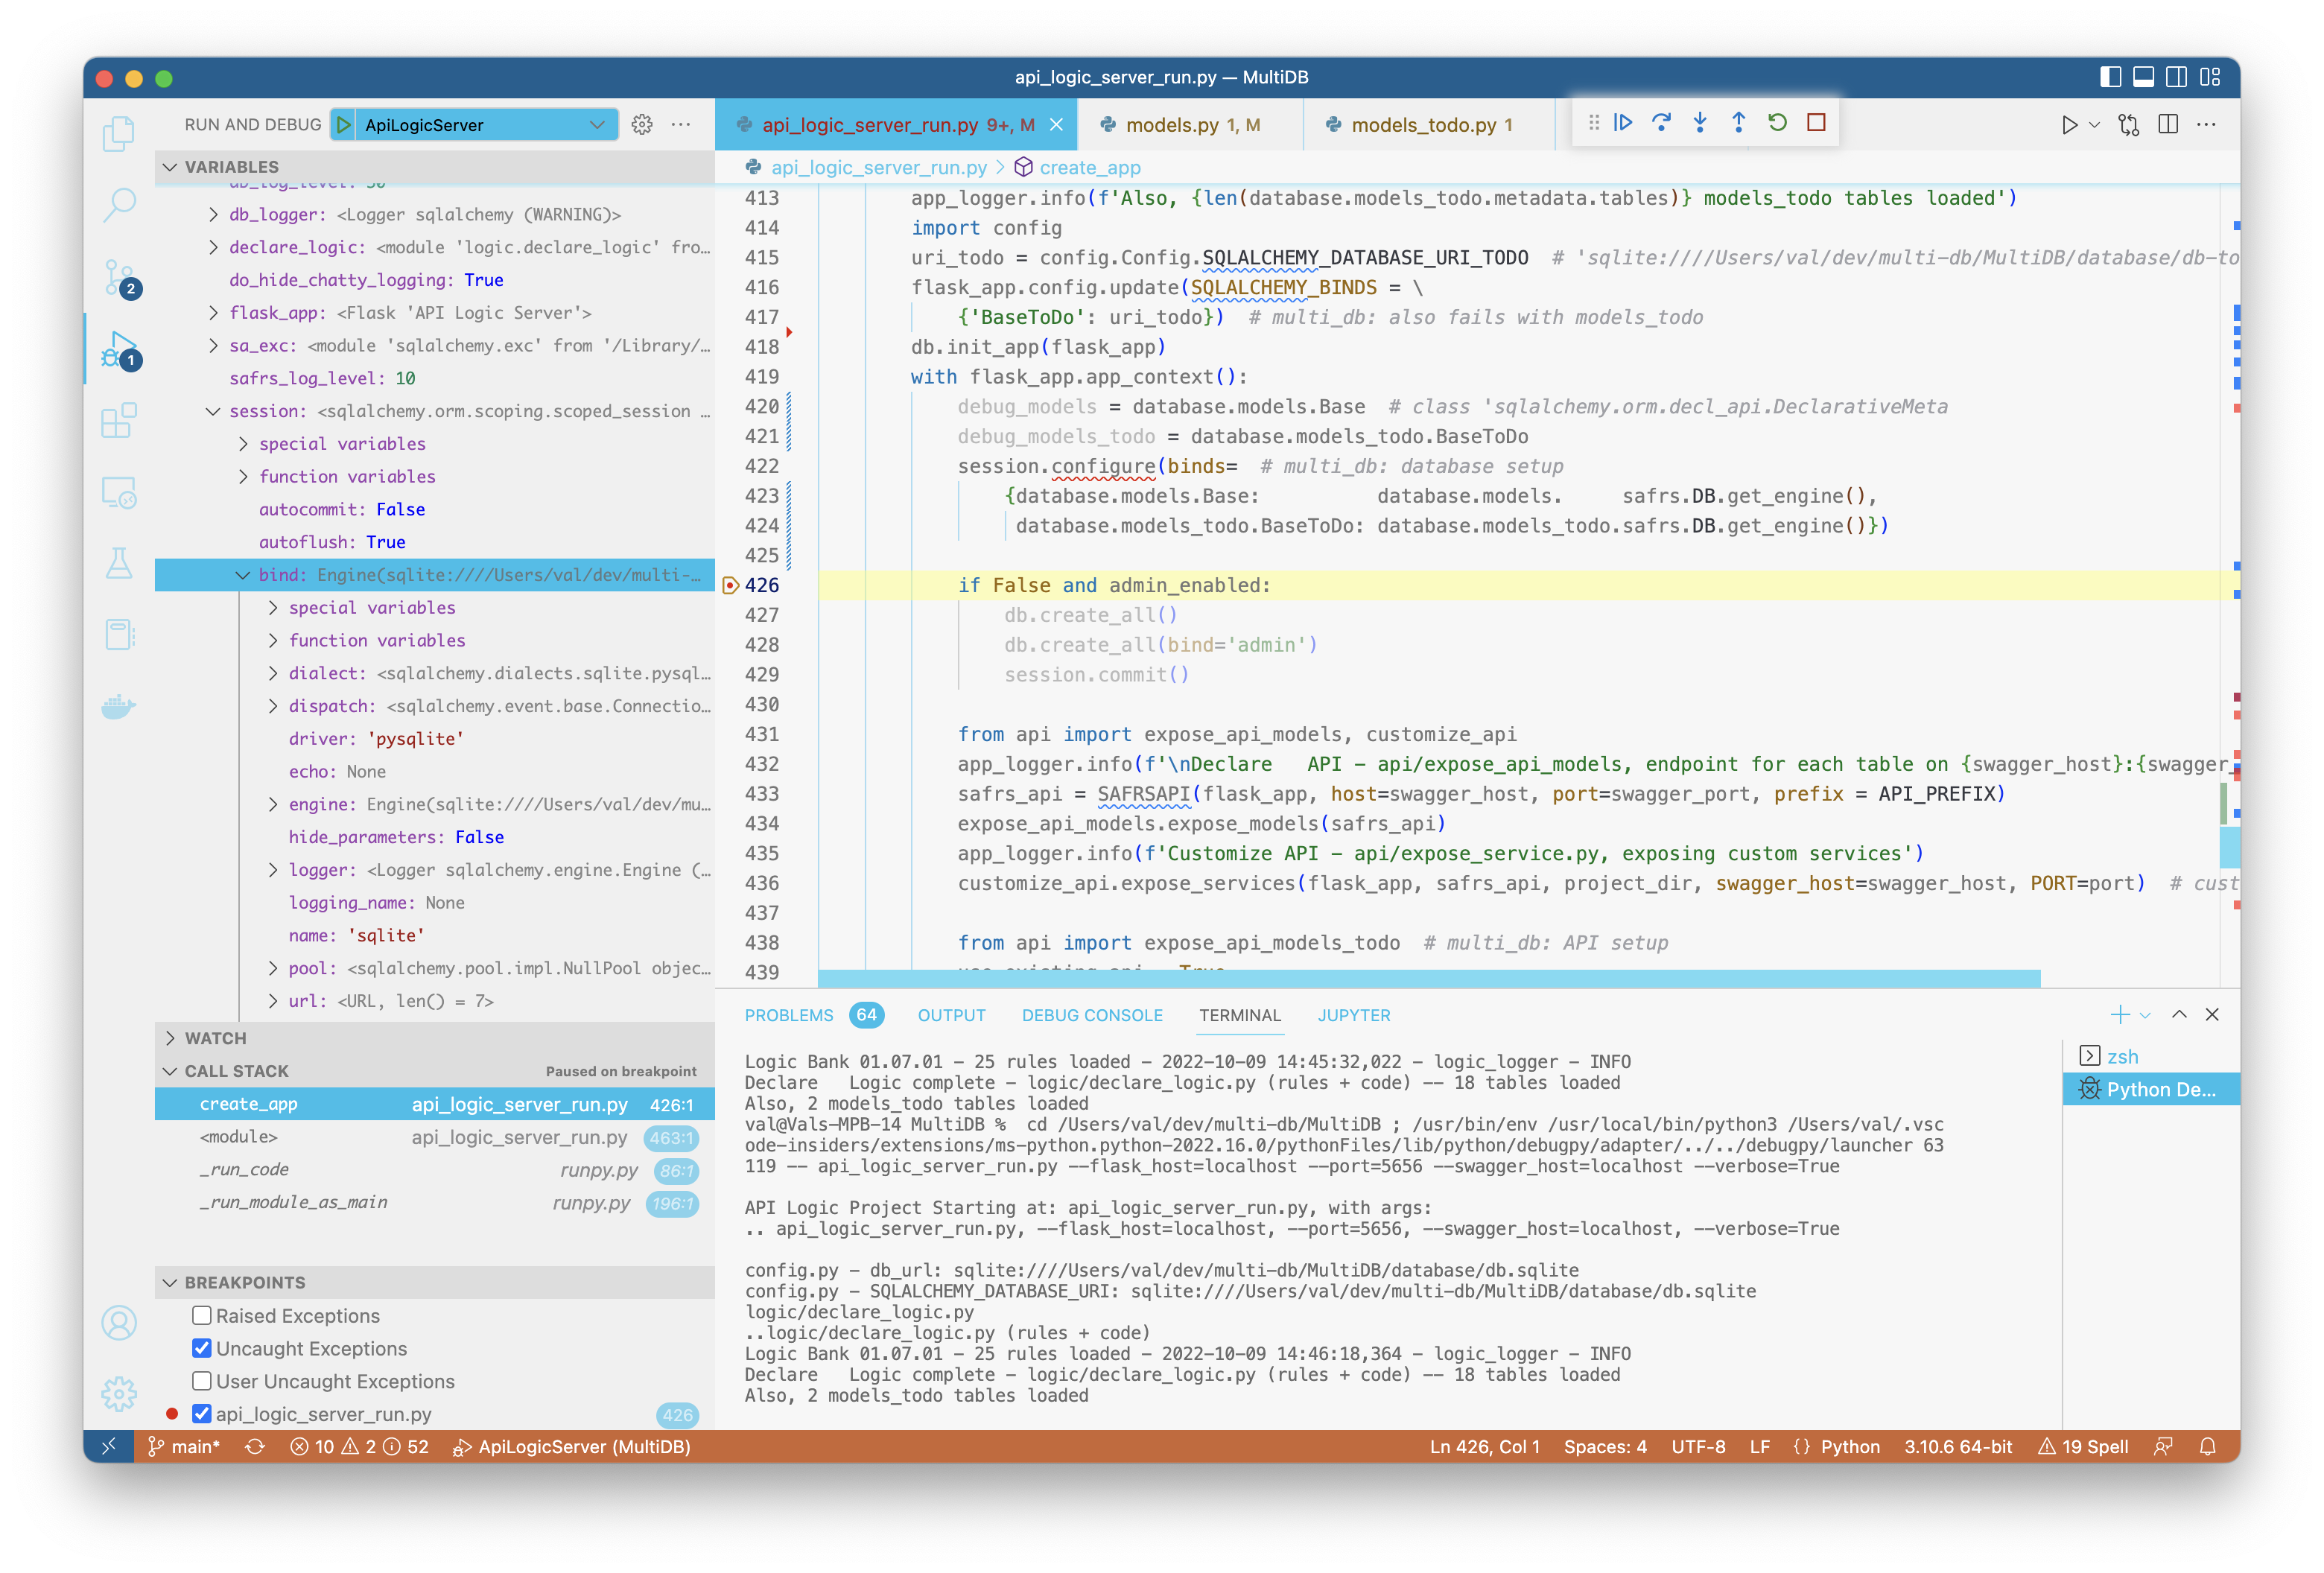 api_logic_server_run.py — MultiDB
RUN AND DEBUG
ApiLogicServer
api_logic_server_run.py 9+, M
models.py 1, M
models_todo.py 1
VARIABLES
api_logic_server_run.py > create_app
db_log_level: 30
db_logger: <Logger sqlalchemy (WARNING)>
declare_logic: <module 'logic.declare_logic' fro…
do_hide_chatty_logging: True
flask_app: <Flask 'API Logic Server'>
sa_exc: <module 'sqlalchemy.exc' from '/Library/…
safrs_log_level: 10
session: <sqlalchemy.orm.scoping.scoped_session …
special variables
function variables
autocommit: False
autoflush: True
bind: Engine(sqlite:////Users/val/dev/multi-…
special variables
function variables
dialect: <sqlalchemy.dialects.sqlite.pysql…
dispatch: <sqlalchemy.event.base.Connectio…
driver: 'pysqlite'
echo: None
engine: Engine(sqlite:////Users/val/dev/mu…
hide_parameters: False
logger: <Logger sqlalchemy.engine.Engine (…
logging_name: None
name: 'sqlite'
pool: <sqlalchemy.pool.impl.NullPool objec…
url: <URL, len() = 7>
WATCH
CALL STACK
Paused on breakpoint
create_app api_logic_server_run.py 426:1
<module> api_logic_server_run.py 463:1
_run_code runpy.py 86:1
_run_module_as_main runpy.py 196:1
BREAKPOINTS
Raised Exceptions
Uncaught Exceptions
User Uncaught Exceptions
api_logic_server_run.py 426
413 app_logger.info(f'Also, {len(database.models_todo.metadata.tables)} models_todo tables loaded')
414 import config
415 uri_todo = config.Config.SQLALCHEMY_DATABASE_URI_TODO # 'sqlite:////Users/val/dev/multi-db/MultiDB/database/db-to
416 flask_app.config.update(SQLALCHEMY_BINDS = \
417 {'BaseToDo': uri_todo}) # multi_db: also fails with models_todo
418 db.init_app(flask_app)
419 with flask_app.app_context():
420 debug_models = database.models.Base # class 'sqlalchemy.orm.decl_api.DeclarativeMeta
421 debug_models_todo = database.models_todo.BaseToDo
422 session.configure(binds= # multi_db: database setup
423 {database.models.Base: database.models. safrs.DB.get_engine(),
424 database.models_todo.BaseToDo: database.models_todo.safrs.DB.get_engine()})
425
426 if False and admin_enabled:
427 db.create_all()
428 db.create_all(bind='admin')
429 session.commit()
430
431 from api import expose_api_models, customize_api
432 app_logger.info(f'\nDeclare   API - api/expose_api_models, endpoint for each table on {swagger_host}:{swagger_
433 safrs_api = SAFRSAPI(flask_app, host=swagger_host, port=swagger_port, prefix = API_PREFIX)
434 expose_api_models.expose_models(safrs_api)
435 app_logger.info(f'Customize API - api/expose_service.py, exposing custom services')
436 customize_api.expose_services(flask_app, safrs_api, project_dir, swagger_host=swagger_host, PORT=port) # cust
437
438 from api import expose_api_models_todo # multi_db: API setup
439
PROBLEMS 64 OUTPUT DEBUG CONSOLE TERMINAL JUPYTER
Logic Bank 01.07.01 - 25 rules loaded - 2022-10-09 14:45:32,022 - logic_logger - INFO
Declare   Logic complete - logic/declare_logic.py (rules + code) -- 18 tables loaded
Also, 2 models_todo tables loaded
val@Vals-MPB-14 MultiDB %  cd /Users/val/dev/multi-db/MultiDB ; /usr/bin/env /usr/local/bin/python3 /Users/val/.vsc
ode-insiders/extensions/ms-python.python-2022.16.0/pythonFiles/lib/python/debugpy/adapter/../../debugpy/launcher 63
119 -- api_logic_server_run.py --flask_host=localhost --port=5656 --swagger_host=localhost --verbose=True
API Logic Project Starting at: api_logic_server_run.py, with args:
.. api_logic_server_run.py, --flask_host=localhost, --port=5656, --swagger_host=localhost, --verbose=True
config.py - db_url: sqlite:////Users/val/dev/multi-db/MultiDB/database/db.sqlite
config.py - SQLALCHEMY_DATABASE_URI: sqlite:////Users/val/dev/multi-db/MultiDB/database/db.sqlite
logic/declare_logic.py
..logic/declare_logic.py (rules + code)
Logic Bank 01.07.01 - 25 rules loaded - 2022-10-09 14:46:18,364 - logic_logger - INFO
Declare   Logic complete - logic/declare_logic.py (rules + code) -- 18 tables loaded
Also, 2 models_todo tables loaded
zsh
Python De…
2
1
main* 10 2 52 ApiLogicServer (MultiDB)
Ln 426, Col 1 Spaces: 4 UTF-8 LF {} Python 3.10.6 64-bit 19 Spell